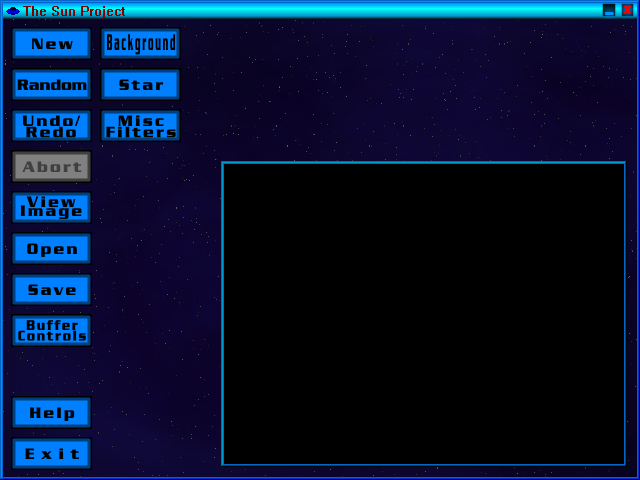 The Sun Project
New
Background
Random
Star
Undo/
Redo
Misc
Filters
Abort
View
Image
Open
Save
Buffer
Controls
Help
Exit